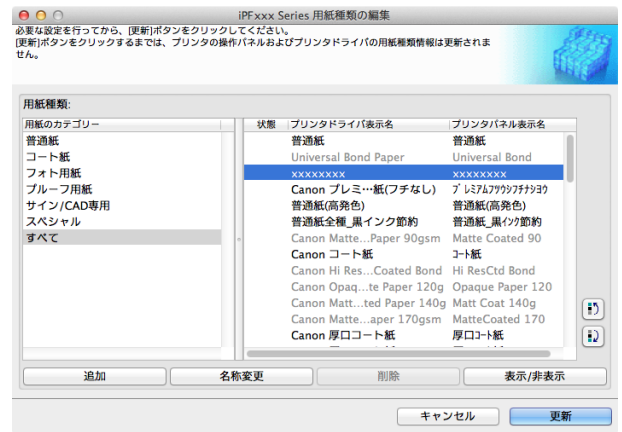 iPFxxx Series 用紙種類の編集
必要な設定を行ってから、[更新]ボタンをクリックしてください。
[更新]ボタンをクリックするまでは、プリンタの操作パネルおよびプリンタドライバの用紙種類情報は更新されま
せん。
用紙種類:
用紙のカテゴリー 状態 プリンタドライバ表示名 プリンタパネル表示名
普通紙 普通紙 普通紙
コート紙 Universal Bond Paper Universal Bond
フォト用紙 xxxxxxxx xxxxxxxx
プルーフ用紙 Canon プレミ…紙(フチなし) プレミアムフツウシフチナシヨウ
サイン/CAD専用 普通紙(高発色) 普通紙(高発色)
スペシャル 普通紙全種_黒インク節約 普通紙_黒インク節約
すべて Canon Matte...Paper 90gsm Matte Coated 90
Canon コート紙 コート紙
Canon Hi Res...Coated Bond Hi ResCtd Bond
Canon Opaq...te Paper 120g Opaque Paper 120
Canon Matt...ted Paper 140g Matt Coat 140g
Canon Matte...aper 170gsm MatteCoated 170
Canon 厚口コート紙 厚口コート紙
追加 名称変更 削除 表示/非表示
キャンセル 更新